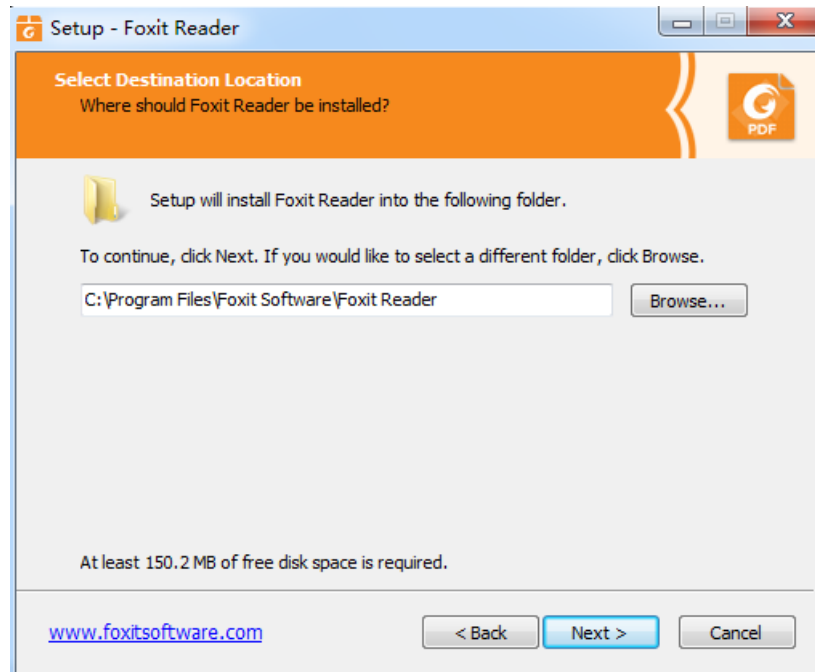 Setup - Foxit Reader
Select Destination Location
Where should Foxit Reader be installed?
PDF
Setup will install Foxit Reader into the following folder.
To continue, click Next. If you would like to select a different folder, click Browse.
C:\Program Files\Foxit Software\Foxit Reader
Browse...
At least 150.2 MB of free disk space is required.
www.foxitsoftware.com
< Back
Next >
Cancel